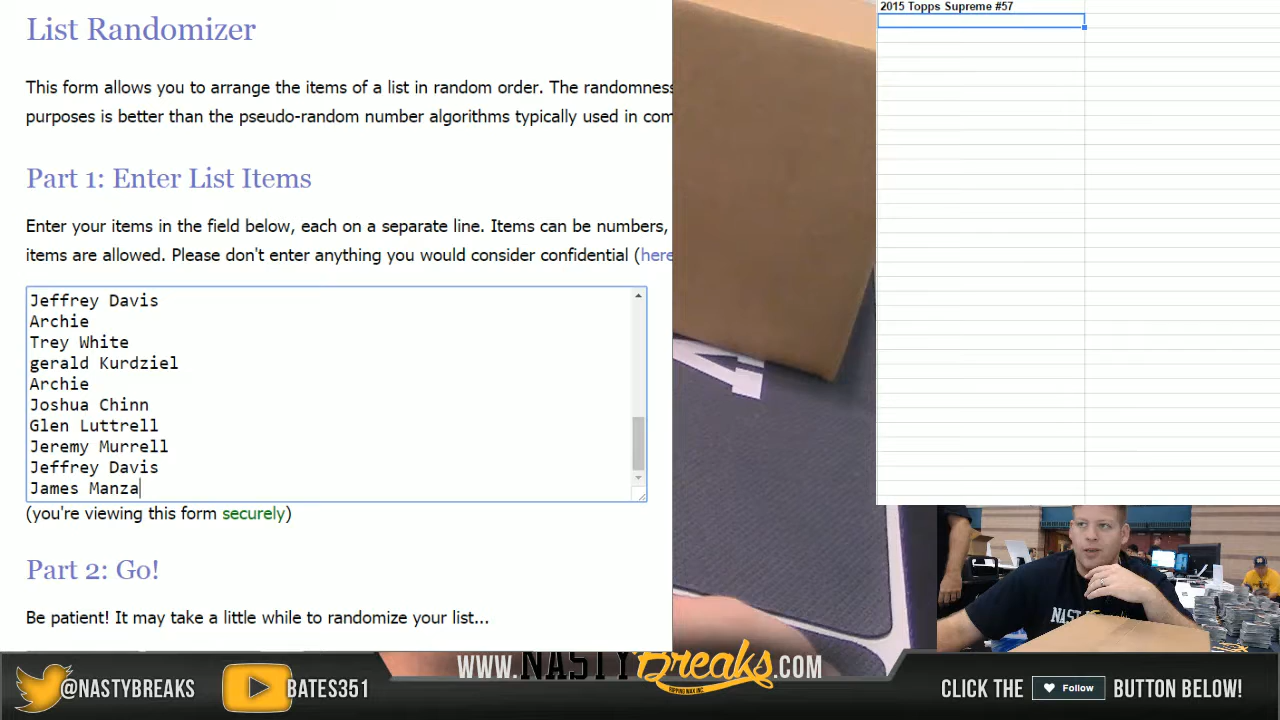 List Randomizer
This form allows you to arrange the items of a list in random order. The randomness
purposes is better than the pseudo-random number algorithms typically used in com
Part 1: Enter List Items
Enter your items in the field below, each on a separate line. Items can be numbers,
items are allowed. Please don't enter anything you would consider confidential (here
Jeffrey Davis
Archie
Trey White
gerald Kurdziel
Archie
Joshua Chinn
Glen Luttrell
Jeremy Murrell
Jeffrey Davis
James Manza
(you're viewing this form securely)
Part 2: Go!
Be patient! It may take a little while to randomize your list...
2015 Topps Supreme #57
NAST
@NASTYBREAKS
BATES351
WWW.NASTYBreaks.COM
RIPPING WAX INC.
CLICK THE Follow BUTTON BELOW!